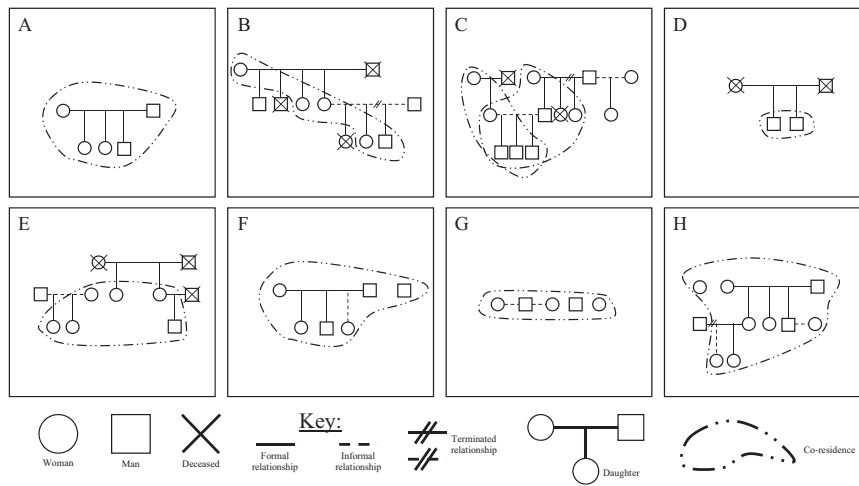 A
B
C
D
E
F
G
H
Key:
Woman
Man
Deceased
Formal
relationship
Informal
relationship
Terminated
relationship
Daughter
Co-residence